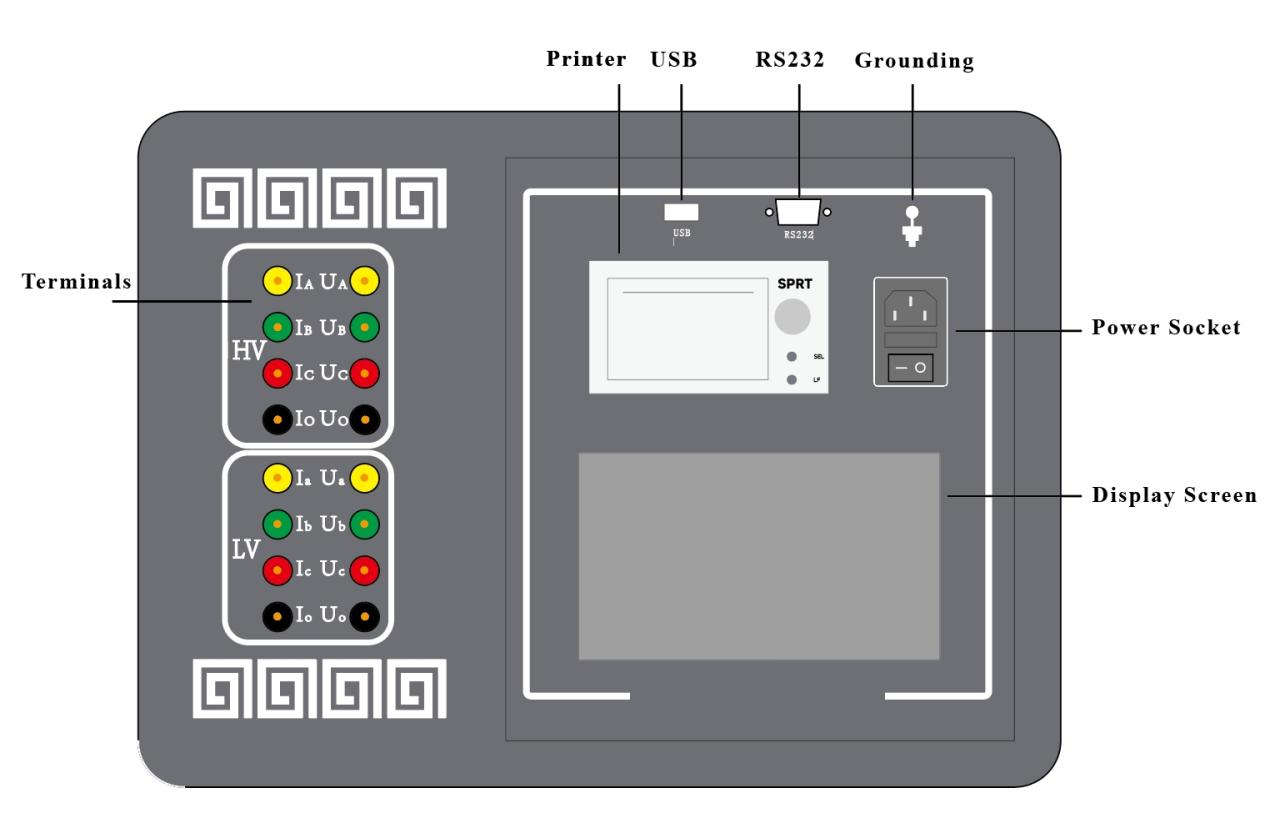 Printer USB RS232 Grounding
USB
RS232
Terminals
IA UA
IB UB
HV
IC UC
IO UO
SPRT
SEL
LF
Power Socket
Ia Ua
Ib Ub
LV
Ic Uc
Io Uo
Display Screen